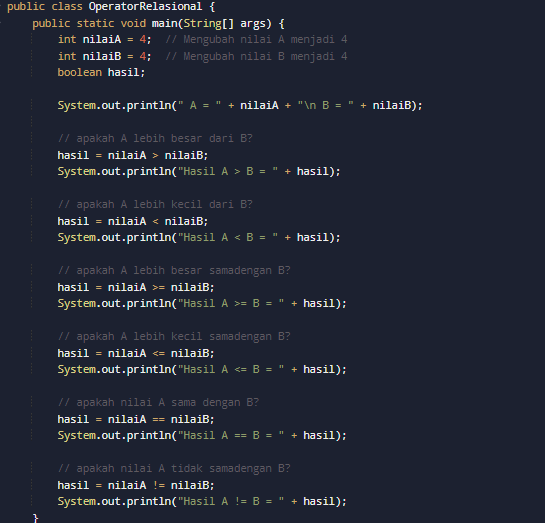 public class OperatorRelasional {
public static void main(String[] args) {
int nilaiA = 4;  // Mengubah nilai A menjadi 4
int nilaiB = 4;  // Mengubah nilai B menjadi 4
boolean hasil;
System.out.println(" A = " + nilaiA + "\n B = " + nilaiB);
// apakah A lebih besar dari B?
hasil = nilaiA > nilaiB;
System.out.println("Hasil A > B = " + hasil);
// apakah A lebih kecil dari B?
hasil = nilaiA < nilaiB;
System.out.println("Hasil A < B = " + hasil);
// apakah A lebih besar samadengan B?
hasil = nilaiA >= nilaiB;
System.out.println("Hasil A >= B = " + hasil);
// apakah A lebih kecil samadengan B?
hasil = nilaiA <= nilaiB;
System.out.println("Hasil A <= B = " + hasil);
// apakah nilai A sama dengan B?
hasil = nilaiA == nilaiB;
System.out.println("Hasil A == B = " + hasil);
// apakah nilai A tidak samadengan B?
hasil = nilaiA != nilaiB;
System.out.println("Hasil A != B = " + hasil);
}